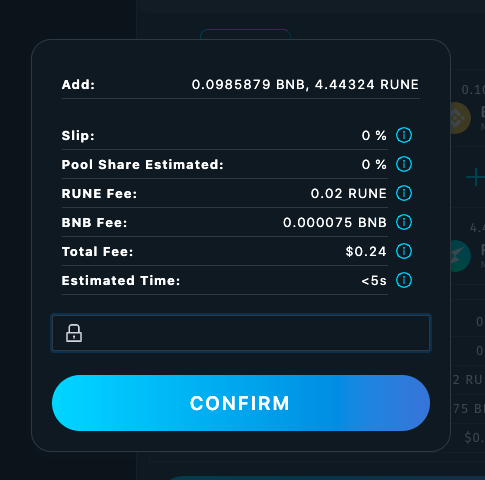 Add: 0.0985879 BNB, 4.44324 RUNE
Slip: 0 %
Pool Share Estimated: 0 %
RUNE Fee: 0.02 RUNE
BNB Fee: 0.000075 BNB
Total Fee: $0.24
Estimated Time: <5s
CONFIRM